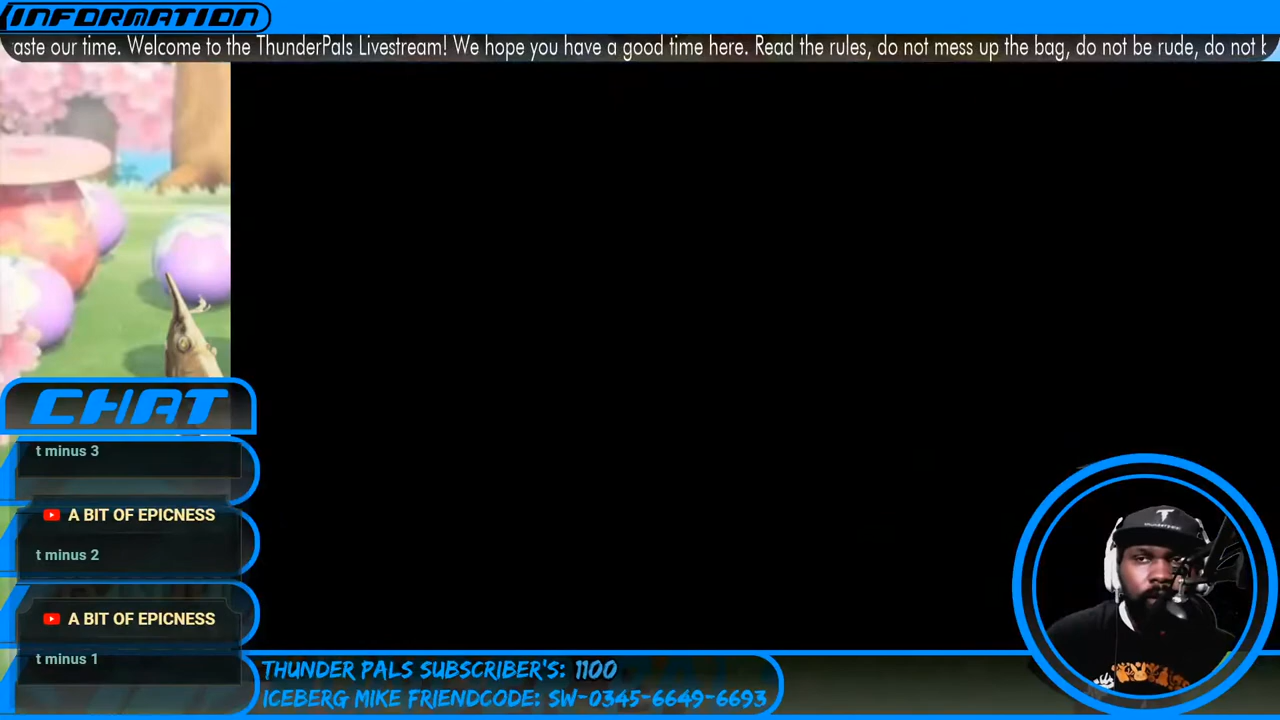 INFORMATION
aste our time. Welcome to the ThunderPals Livestream! We hope you have a good time here. Read the rules, do not mess up the bag, do not be rude, do not
CHAT
t minus 3
A BIT OF EPICNESS
t minus 2
A BIT OF EPICNESS
t minus 1
THUNDER PALS SUBSCRIBER'S: 1100
ICEBERG MIKE FRIENDCODE: SW-0345-6649-6693